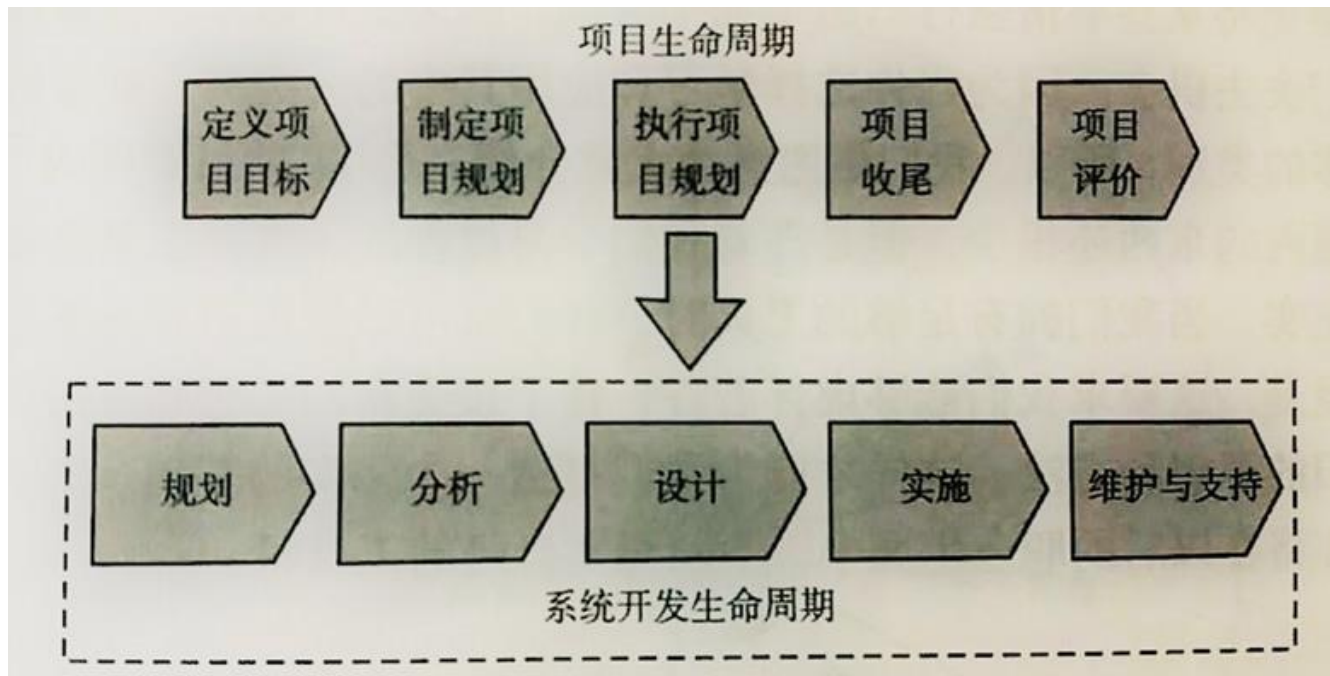 项目生命周期
定义项
目目标
制定项
目规划
执行项
目规划
项目
收尾
项目
评价
规划
分析
设计
实施
维护与支持
系统开发生命周期